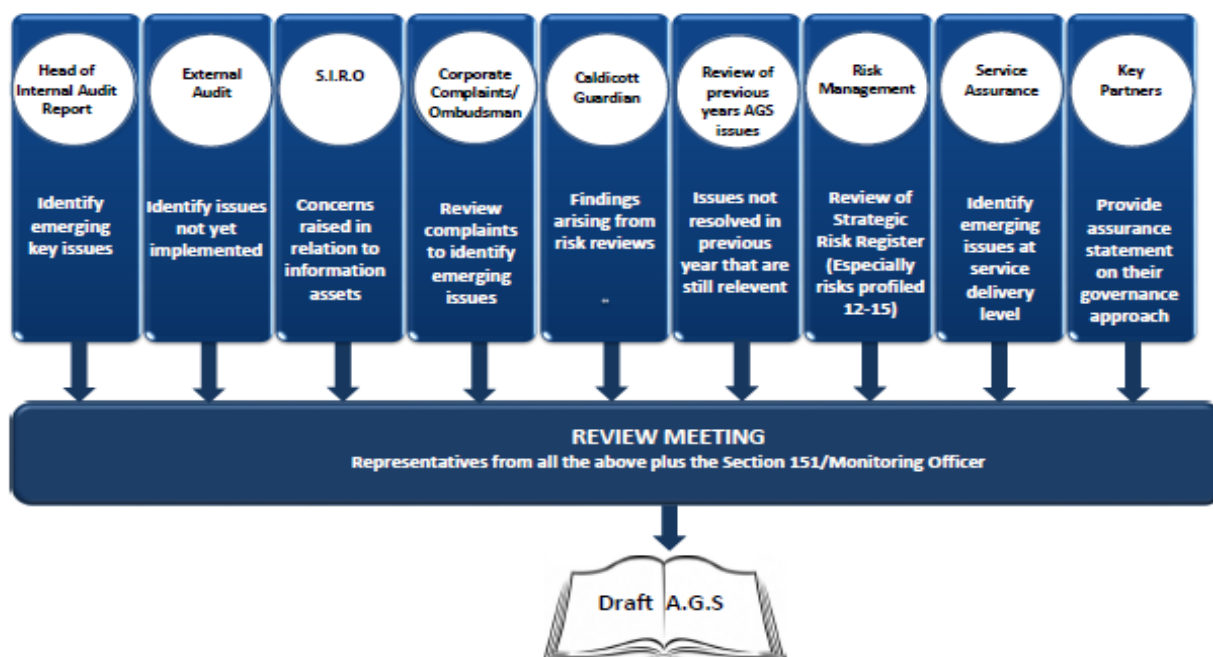 Head of
Internal Audit
Report
Identify
emerging
key issues
External
Audit
Identify issues
not yet
implemented
S.I.R.O
Concerns
raised in
relation to
information
assets
Corporate
Complaints/
Ombudsman
Review
complaints
to identify
emerging
issues
Caldicott
Guardian
Findings
arising from
risk reviews
..
Review of
previous
years AGS
issues
Issues not
resolved in
previous
year that are
still relevent
Risk
Management
Review of
Strategic
Risk Register
(Especially
risks profiled
12-15)
Service
Assurance
Identify
emerging
issues at
service
delivery
level
Key
Partners
Provide
assurance
statement
on their
governance
approach
REVIEW MEETING
Representatives from all the above plus the Section 151/Monitoring Officer
Draft A.G.S